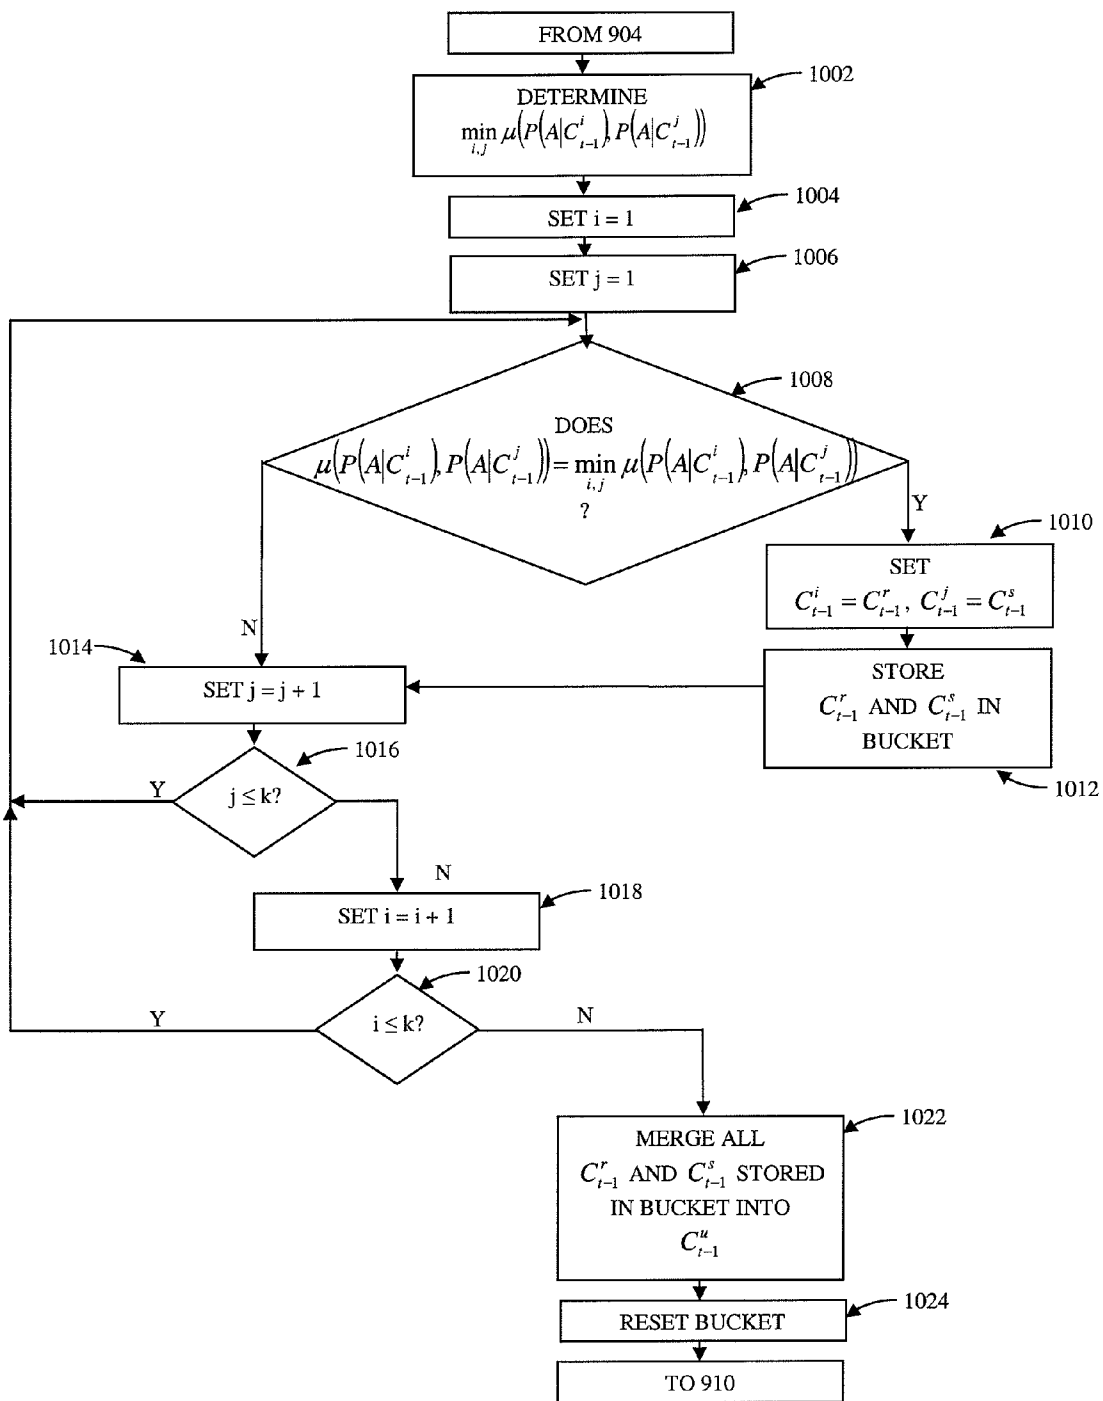 FROM 904
1002
DETERMINE
min_{i,j} μ(P(A|C^i_{t-1}), P(A|C^j_{t-1}))
1004
SET i = 1
1006
SET j = 1
1008
DOES
μ(P(A|C^i_{t-1}), P(A|C^j_{t-1})) = min_{i,j} μ(P(A|C^i_{t-1}), P(A|C^j_{t-1}))
?
Y
1010
SET
C^i_{t-1} = C^r_{t-1}, C^j_{t-1} = C^s_{t-1}
N
1014
SET j = j + 1
STORE
C^r_{t-1} AND C^s_{t-1} IN
BUCKET
1012
1016
j ≤ k?
Y
N
1018
SET i = i + 1
1020
i ≤ k?
Y
N
1022
MERGE ALL
C^r_{t-1} AND C^s_{t-1} STORED
IN BUCKET INTO
C^u_{t-1}
1024
RESET BUCKET
TO 910